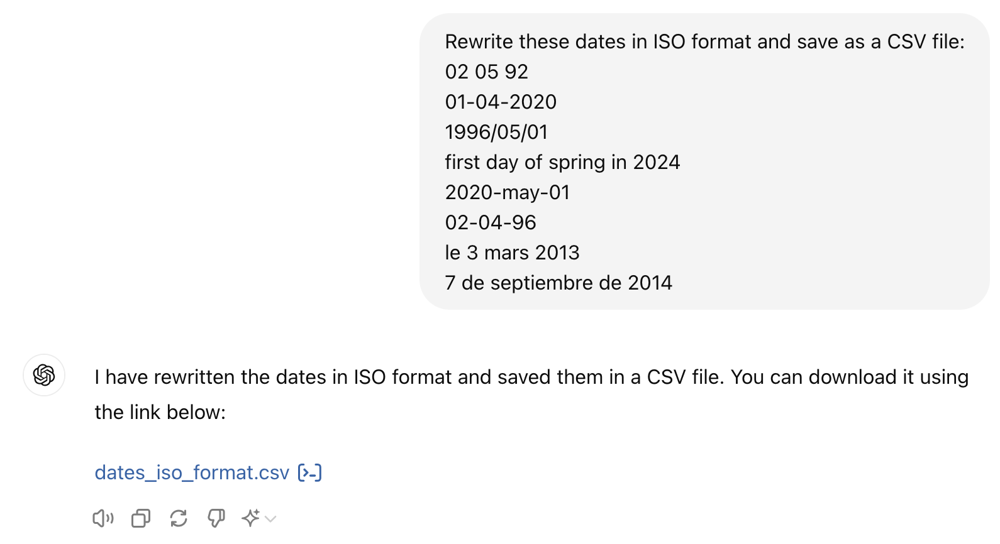 Rewrite these dates in ISO format and save as a CSV file:
02 05 92
01-04-2020
1996/05/01
first day of spring in 2024
2020-may-01
02-04-96
le 3 mars 2013
7 de septiembre de 2014
I have rewritten the dates in ISO format and saved them in a CSV file. You can download it using
the link below:
dates_iso_format.csv [>-]